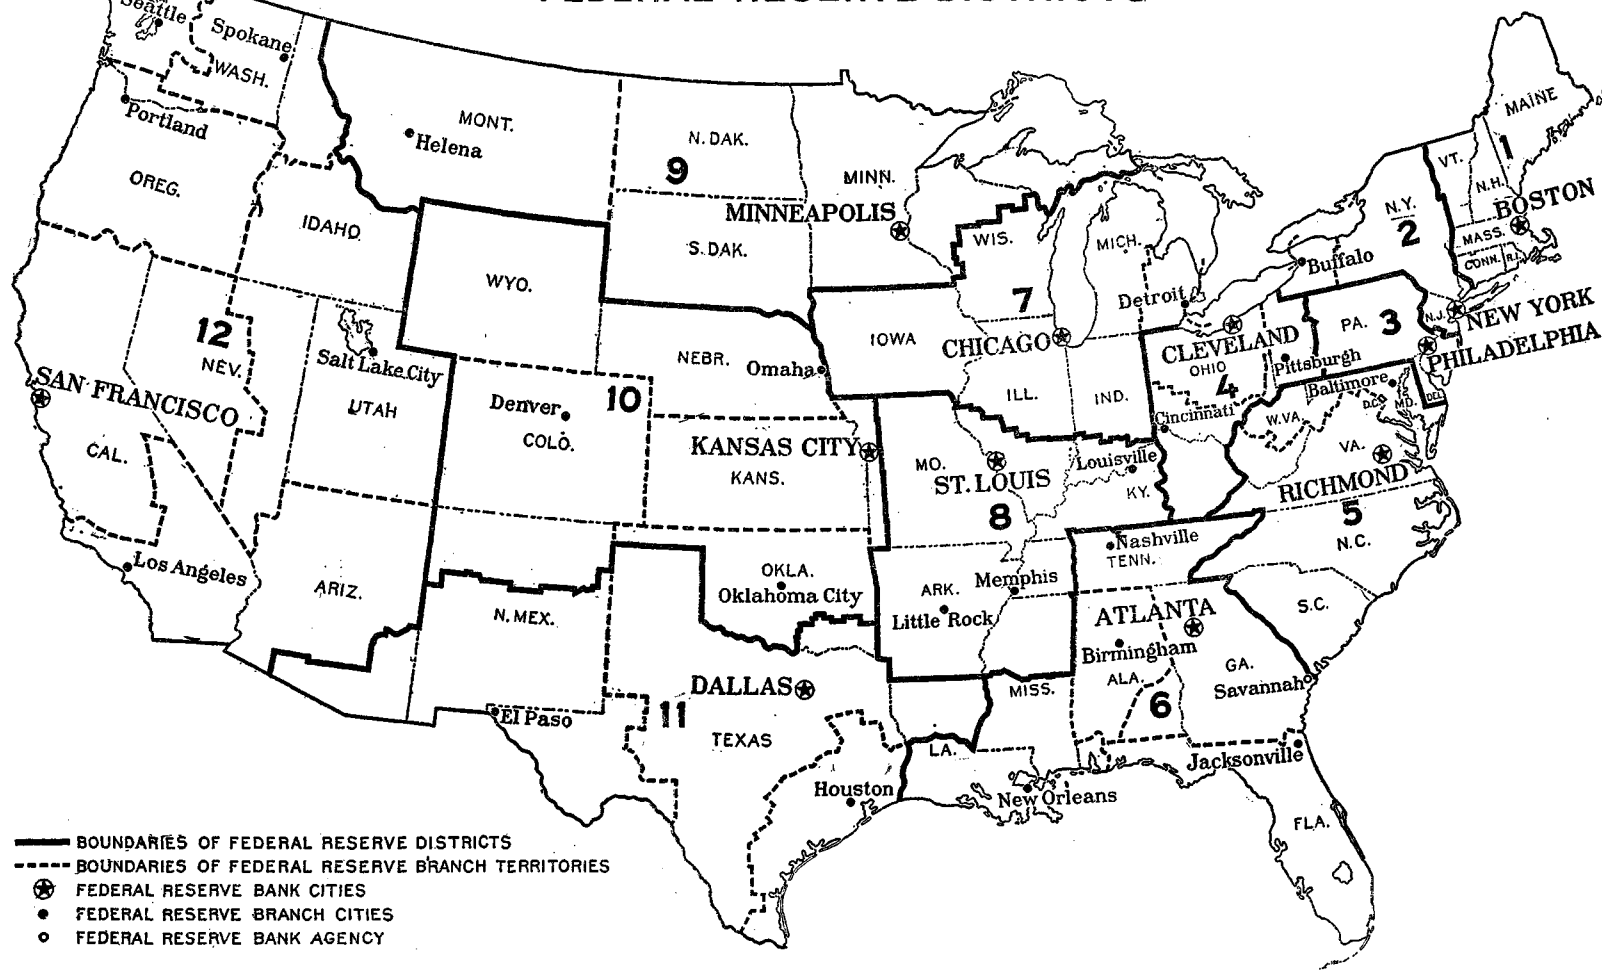 FEDERAL RESERVE DISTRICTS
Seattle
Spokane
WASH.
Portland
OREG.
MONT.
Helena
IDAHO
WYO.
N. DAK.
9
S. DAK.
MINN.
MINNEAPOLIS
WIS.
MICH.
7
Detroit
IOWA
CHICAGO
ILL.
IND.
MAINE
1
VT.
N.H.
BOSTON
MASS.
CONN.
R.I.
N.Y.
2
Buffalo
NEW YORK
N.J.
PA.
3
PHILADELPHIA
CLEVELAND
OHIO
4
Pittsburgh
Cincinnati
Baltimore
D.C.
MD.
DEL.
W.VA.
VA.
RICHMOND
5
N.C.
S.C.
12
NEV.
SAN FRANCISCO
CAL.
Los Angeles
Salt Lake City
UTAH
ARIZ.
NEBR.
Omaha
10
Denver
COLO.
KANSAS CITY
KANS.
MO.
ST. LOUIS
8
Louisville
KY.
Nashville
TENN.
Memphis
ARK.
Little Rock
OKLA.
Oklahoma City
N. MEX.
El Paso
DALLAS
11
TEXAS
Houston
LA.
New Orleans
MISS.
ATLANTA
Birmingham
ALA.
6
GA.
Savannah
Jacksonville
FLA.
BOUNDARIES OF FEDERAL RESERVE DISTRICTS
BOUNDARIES OF FEDERAL RESERVE BRANCH TERRITORIES
FEDERAL RESERVE BANK CITIES
FEDERAL RESERVE BRANCH CITIES
FEDERAL RESERVE BANK AGENCY